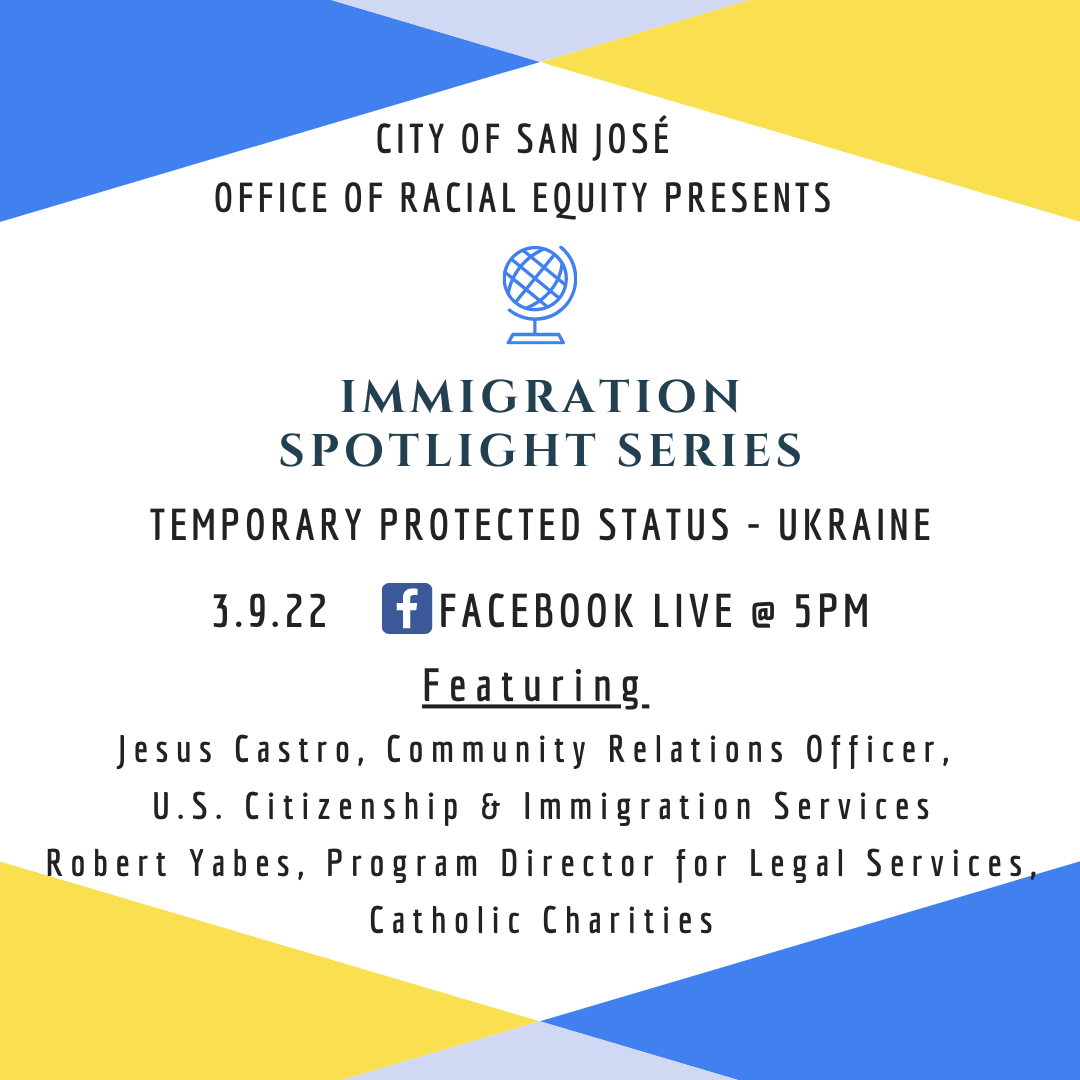 CITY OF SAN JOSÉ
OFFICE OF RACIAL EQUITY PRESENTS
IMMIGRATION
SPOTLIGHT SERIES
TEMPORARY PROTECTED STATUS - UKRAINE
3.9.22 FACEBOOK LIVE @ 5PM
Featuring
Jesus Castro, Community Relations Officer,
U.S. Citizenship & Immigration Services
Robert Yabes, Program Director for Legal Services,
Catholic Charities